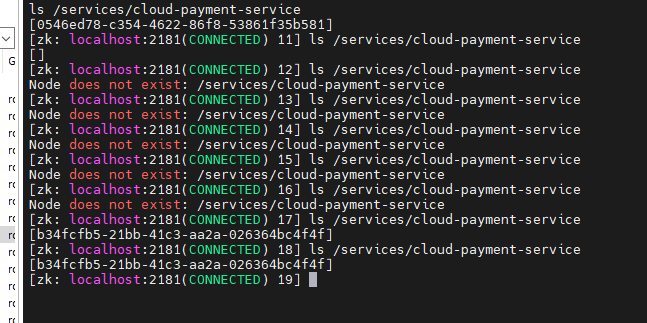 ls /services/cloud-payment-service
[0546ed78-c354-4622-86f8-53861f35b581]
[zk: localhost:2181(CONNECTED) 11] ls /services/cloud-payment-service
[]
[zk: localhost:2181(CONNECTED) 12] ls /services/cloud-payment-service
Node does not exist: /services/cloud-payment-service
[zk: localhost:2181(CONNECTED) 13] ls /services/cloud-payment-service
Node does not exist: /services/cloud-payment-service
[zk: localhost:2181(CONNECTED) 14] ls /services/cloud-payment-service
Node does not exist: /services/cloud-payment-service
[zk: localhost:2181(CONNECTED) 15] ls /services/cloud-payment-service
Node does not exist: /services/cloud-payment-service
[zk: localhost:2181(CONNECTED) 16] ls /services/cloud-payment-service
Node does not exist: /services/cloud-payment-service
[zk: localhost:2181(CONNECTED) 17] ls /services/cloud-payment-service
[b34fcfb5-21bb-41c3-aa2a-026364bc4f4f]
[zk: localhost:2181(CONNECTED) 18] ls /services/cloud-payment-service
[b34fcfb5-21bb-41c3-aa2a-026364bc4f4f]
[zk: localhost:2181(CONNECTED) 19]